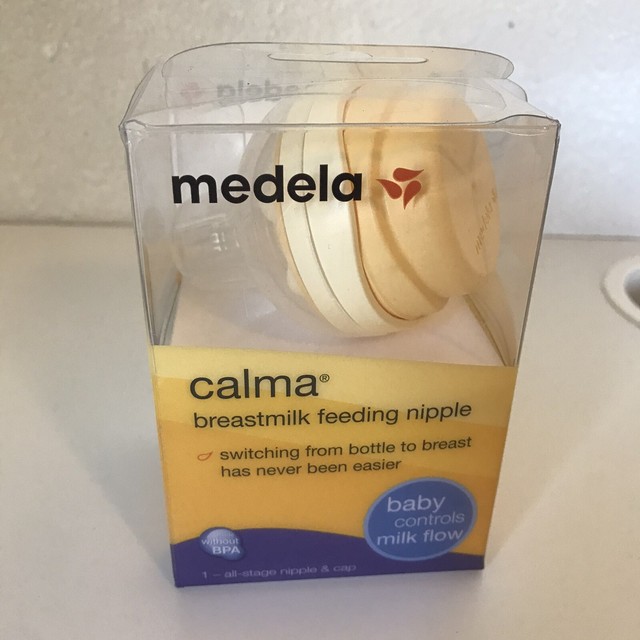 medela
calma®
breastmilk feeding nipple
switching from bottle to breast
has never been easier
baby
controls
milk flow
without
BPA
1 – all-stage nipple & cap